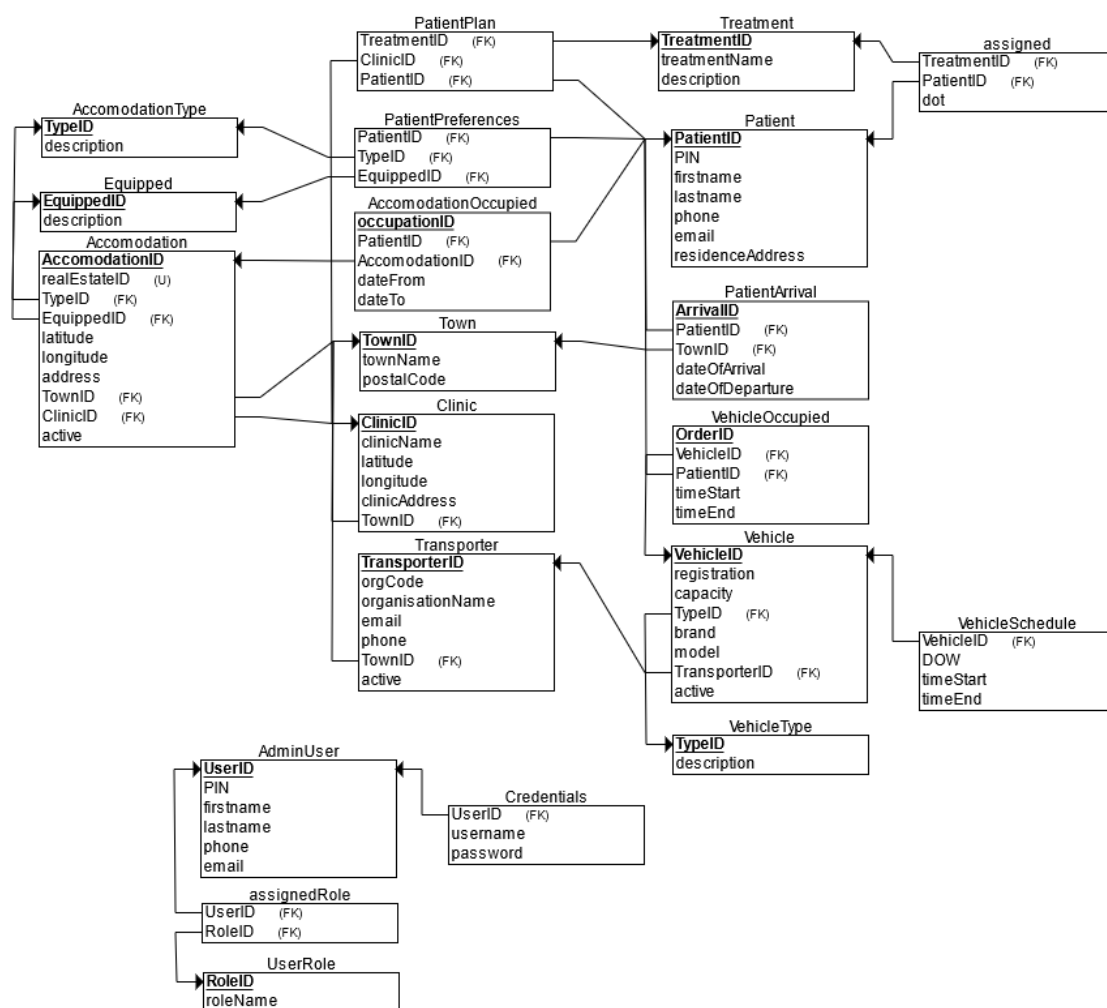 PatientPlan
TreatmentID (FK)
ClinicID (FK)
PatientID (FK)
Treatment
TreatmentID
treatmentName
description
assigned
TreatmentID (FK)
PatientID (FK)
dot
AccomodationType
TypeID
description
PatientPreferences
PatientID (FK)
TypeID (FK)
EquippedID (FK)
Patient
PatientID
PIN
firstname
lastname
phone
email
residenceAddress
Equipped
EquippedID
description
AccomodationOccupied
occupationID
PatientID (FK)
AccomodationID (FK)
dateFrom
dateTo
Accomodation
AccomodationID
realEstateID (U)
TypeID (FK)
EquippedID (FK)
latitude
longitude
address
TownID (FK)
ClinicID (FK)
active
PatientArrival
ArrivalID
PatientID (FK)
TownID (FK)
dateOfArrival
dateOfDeparture
Town
TownID
townName
postalCode
Clinic
ClinicID
clinicName
latitude
longitude
clinicAddress
TownID (FK)
VehicleOccupied
OrderID
VehicleID (FK)
PatientID (FK)
timeStart
timeEnd
Transporter
TransporterID
orgCode
organisationName
email
phone
TownID (FK)
active
Vehicle
VehicleID
registration
capacity
TypeID (FK)
brand
model
TransporterID (FK)
active
VehicleSchedule
VehicleID (FK)
DOW
timeStart
timeEnd
VehicleType
TypeID
description
AdminUser
UserID
PIN
firstname
lastname
phone
email
Credentials
UserID (FK)
username
password
assignedRole
UserID (FK)
RoleID (FK)
UserRole
RoleID
roleName